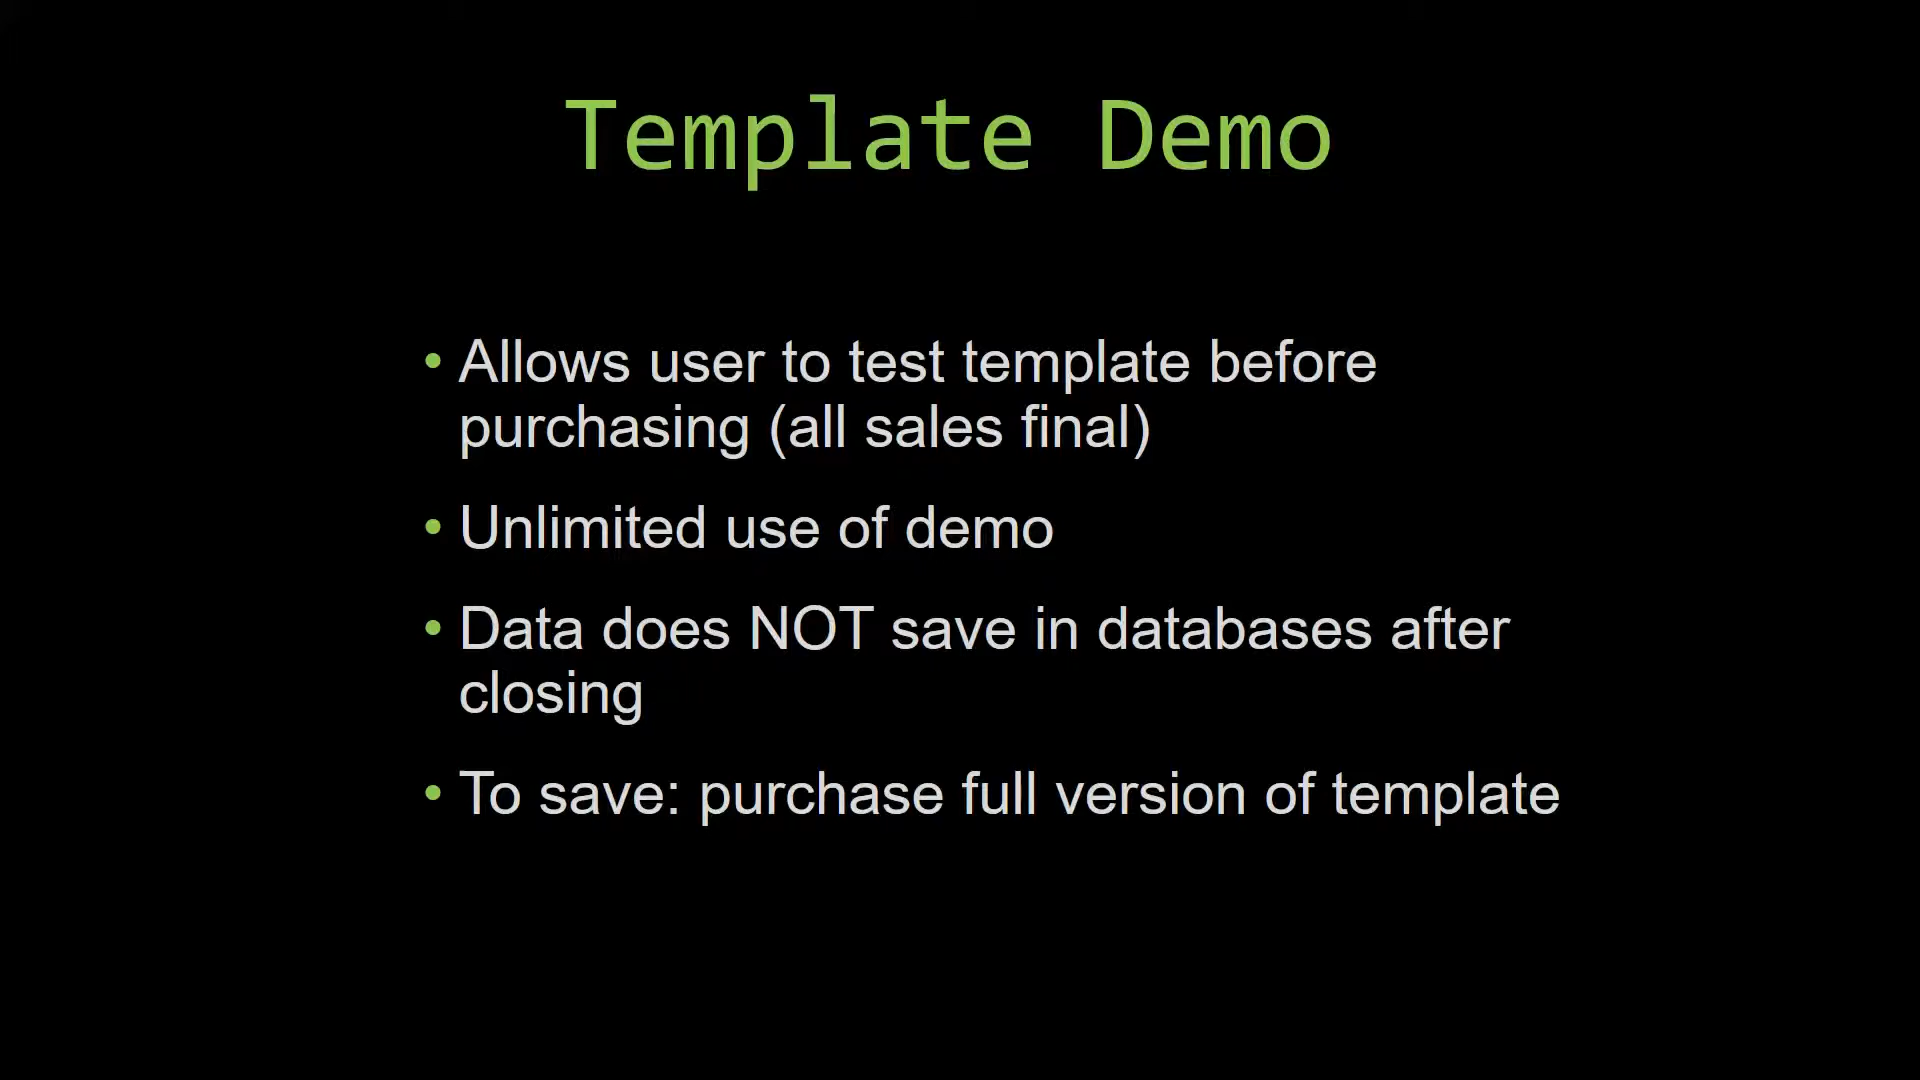 Template Demo
• Allows user to test template before
purchasing (all sales final)
• Unlimited use of demo
• Data does NOT save in databases after
closing
• To save: purchase full version of template